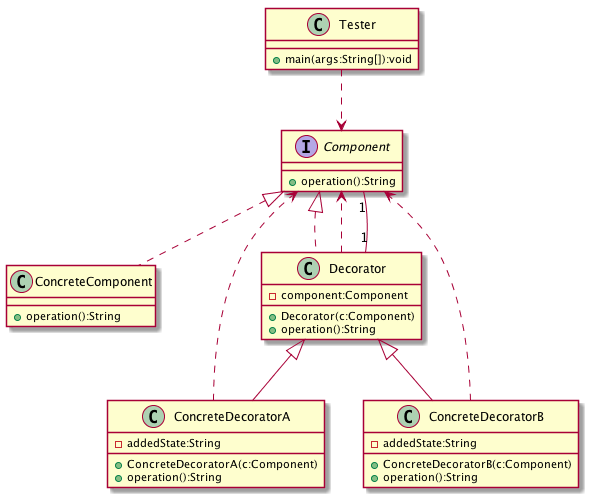 C Tester
main(args:String[]):void
I Component
operation():String
1
1
C ConcreteComponent
operation():String
C Decorator
component:Component
Decorator(c:Component)
operation():String
C ConcreteDecoratorA
addedState:String
ConcreteDecoratorA(c:Component)
operation():String
C ConcreteDecoratorB
addedState:String
ConcreteDecoratorB(c:Component)
operation():String